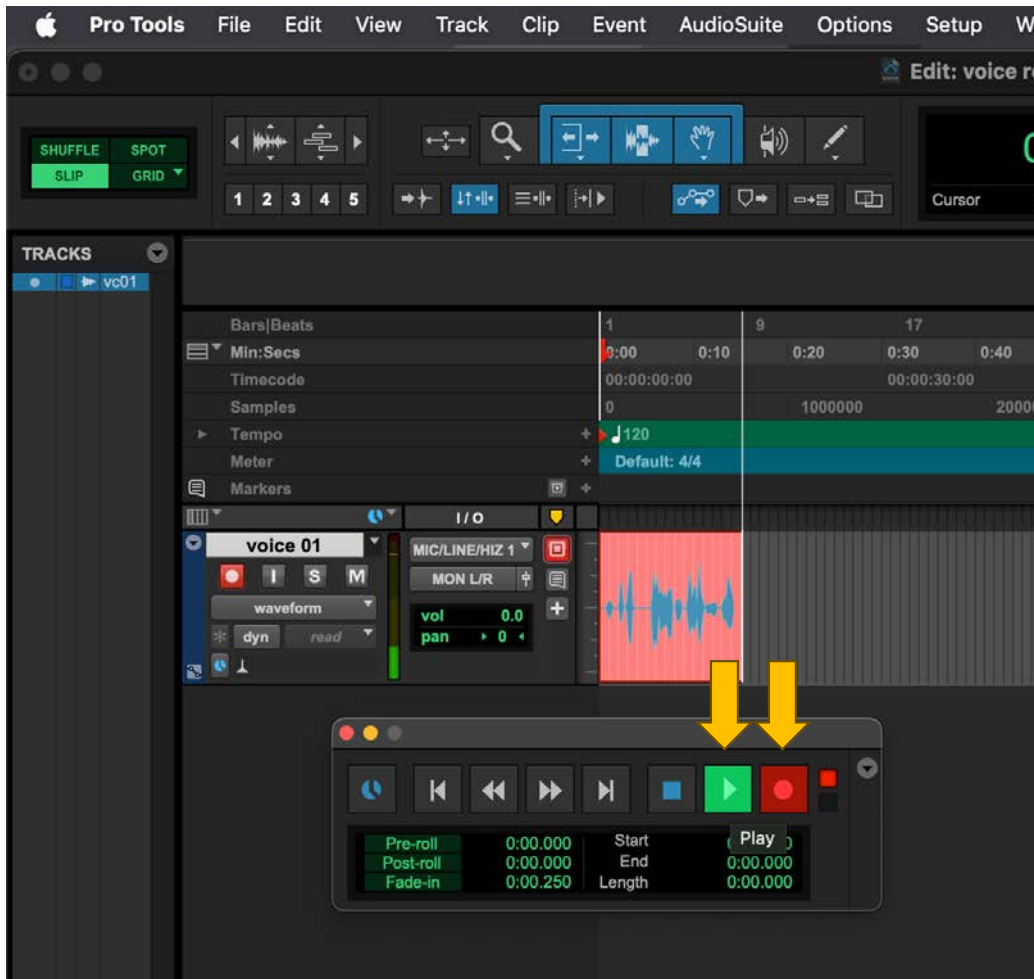 Pro Tools File Edit View Track Clip Event AudioSuite Options Setup
Edit: voice
SHUFFLE SPOT
SLIP GRID
1 2 3 4 5
Cursor
TRACKS
vc01
Bars|Beats 1 9 17
Min:Secs 0:00 0:10 0:20 0:30 0:40
Timecode 00:00:00:00 00:00:30:00
Samples 0 1000000
Tempo 120
Meter Default: 4/4
Markers
I/O
voice 01 MIC/LINE/HIZ 1
I S M MON L/R
waveform vol 0.0
dyn read pan 0
Pre-roll 0:00.000 Start
Play
Post-roll 0:00.000 End 0:00.000
Fade-in 0:00.250 Length 0:00.000